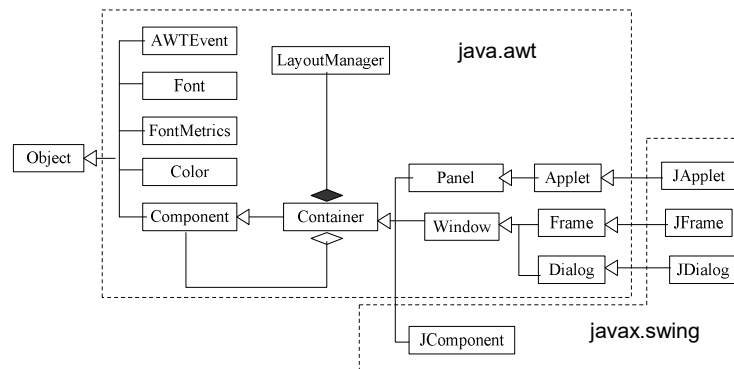 AWTEvent
Font
FontMetrics
Color
Component
Object
LayoutManager
java.awt
Container
Panel
Applet
JApplet
Window
Frame
JFrame
Dialog
JDialog
JComponent
javax.swing